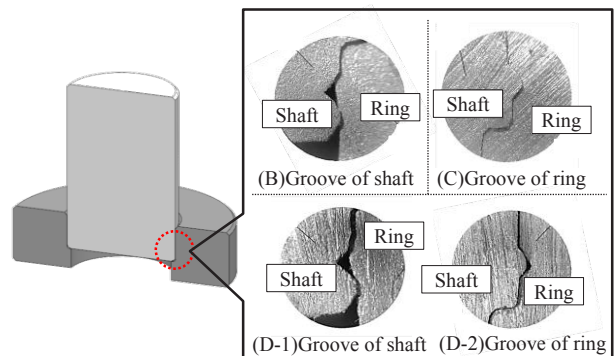 Shaft
Ring
(B)Groove of shaft
Shaft
Ring
(C)Groove of ring
Ring
Shaft
(D-1)Groove of shaft
Shaft
Ring
(D-2)Groove of ring